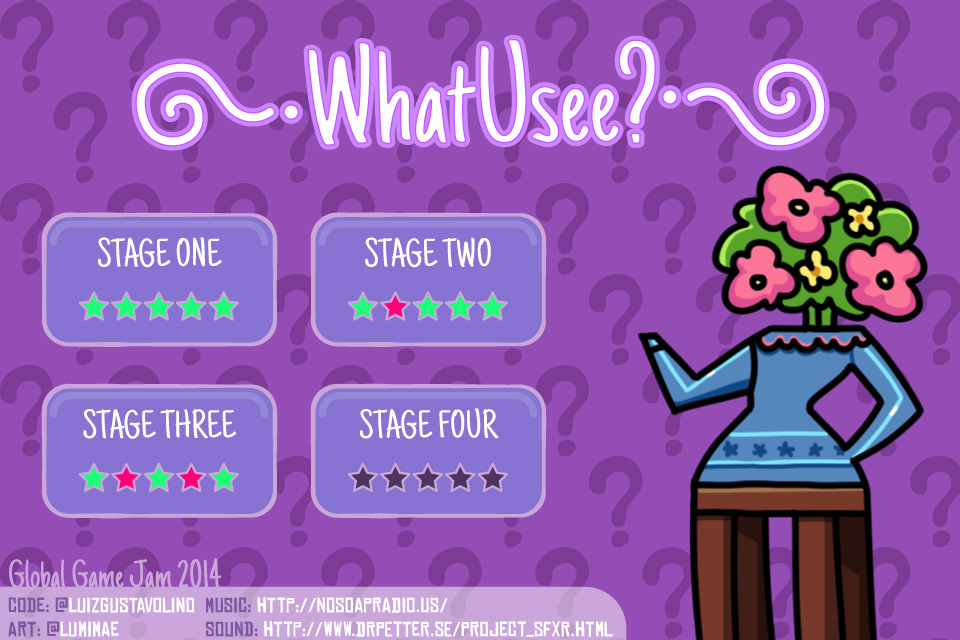 WhatUsee?
STAGE ONE
STAGE TWO
STAGE THREE
STAGE FOUR
Global Game Jam 2014
CODE: @LUIZGUSTAVOLINO MUSIC: HTTP://NOSOAPRADIO.US/
ART: @LUMIMAE SOUND: HTTP://WWW.DRPETTER.SE/PROJECT_SFXR.HTML